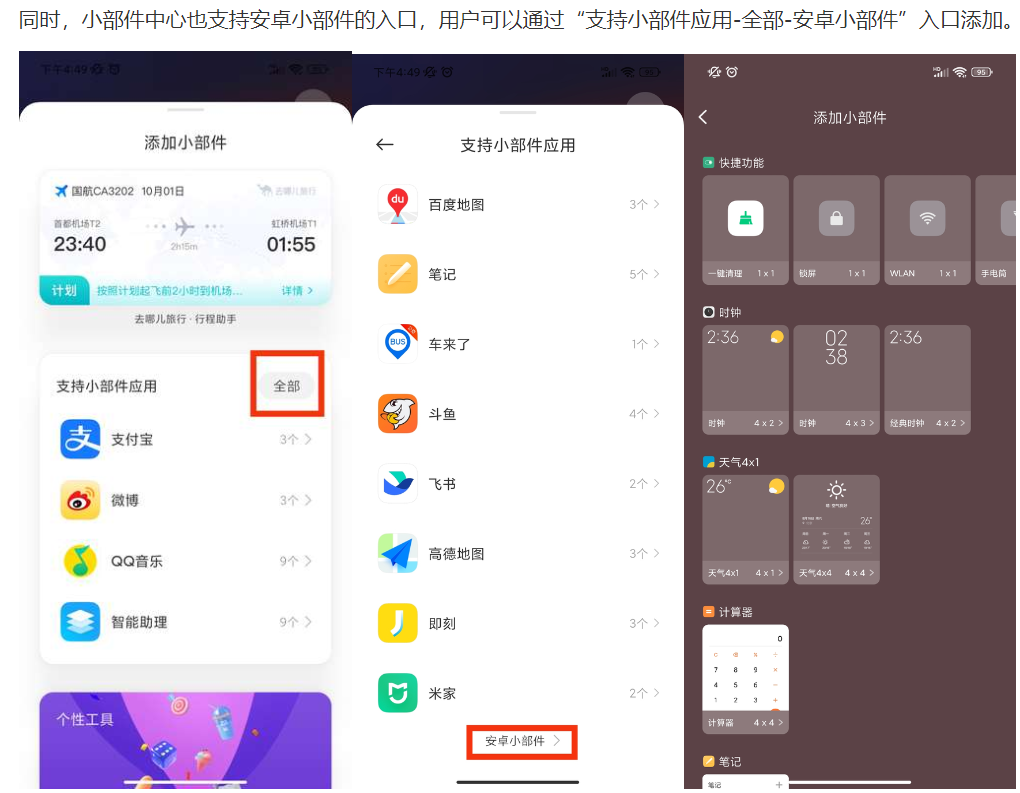 同时，小部件中心也支持安卓小部件的入口，用户可以通过“支持小部件应用-全部-安卓小部件”入口添加。
下午4:49
添加小部件
国航CA3202 10月01日
去哪儿旅行
首都机场T2
虹桥机场T1
23:40
2h15m
01:55
计划
按照计划起飞前2小时到机场...
详情
去哪儿旅行·行程助手
支持小部件应用
全部
支付宝
3个
微博
3个
QQ音乐
9个
智能助理
9个
个性工具
下午4:49
支持小部件应用
du
百度地图
3个
笔记
5个
BUS
车来了
1个
斗鱼
4个
飞书
2个
高德地图
3个
即刻
3个
米家
2个
安卓小部件
95
添加小部件
快捷功能
一键清理 1 x 1
锁屏 1 x 1
WLAN 1 x 1
手电筒
时钟
2:36
02
38
2:36
时钟 4 x 2
时钟 4 x 3
经典时钟 4 x 2
天气4x1
26°C
26°
天气4x1 4 x 1
天气4x4 4 x 4
计算器
0
7 8 9 ×
4 5 6 −
1 2 3 +
计算器 4 x 4
笔记
笔记